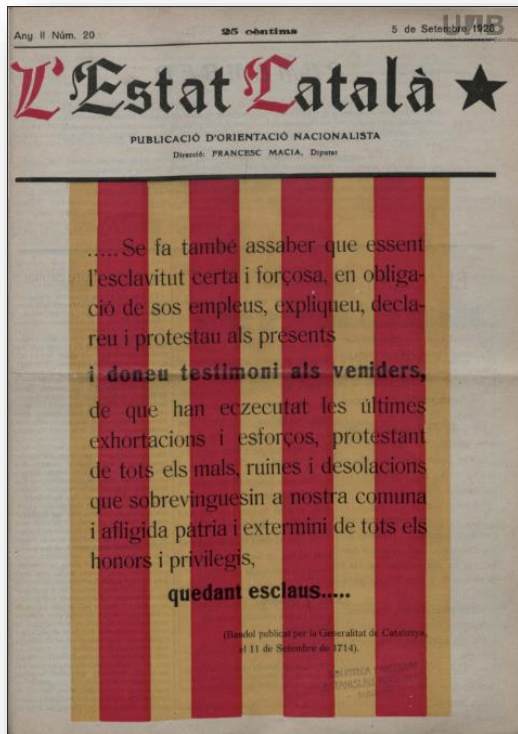 Any II Núm. 20
25 cèntims
5 de Setembre 1923
UAB
L'Estat Català
PUBLICACIÓ D'ORIENTACIÓ NACIONALISTA
Direcció: FRANCESC MACIA, Diputat
..... Se fa també assaber que essent
l'esclavitut certa i forçosa, en obliga-
ció de sos empleus, expliqueu, decla-
reu i protestau als presents
i doneu testimoni als veniders,
de que han eczecutat les últimes
exhortacions i esforços, protestant
de tots els mals, ruines i desolacions
que sobrevinguesin a nostra comuna
i afligida pàtria i extermini de tots els
honors i privilegis,
quedant esclaus.....
(Bandol publicat per la Generalitat de Catalunya,
el 11 de Setembre de 1714).